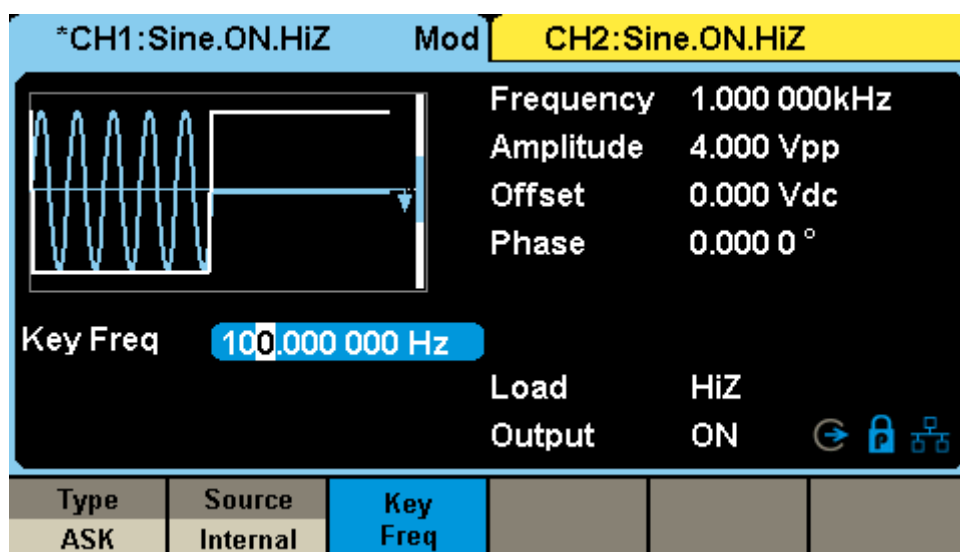 *CH1:Sine.ON.HiZ Mod CH2:Sine.ON.HiZ
Frequency 1.000 000kHz
Amplitude 4.000 Vpp
Offset 0.000 Vdc
Phase 0.000 0 °
Key Freq 100.000 000 Hz
Load HiZ
Output ON P
Type Source Key
ASK Internal Freq